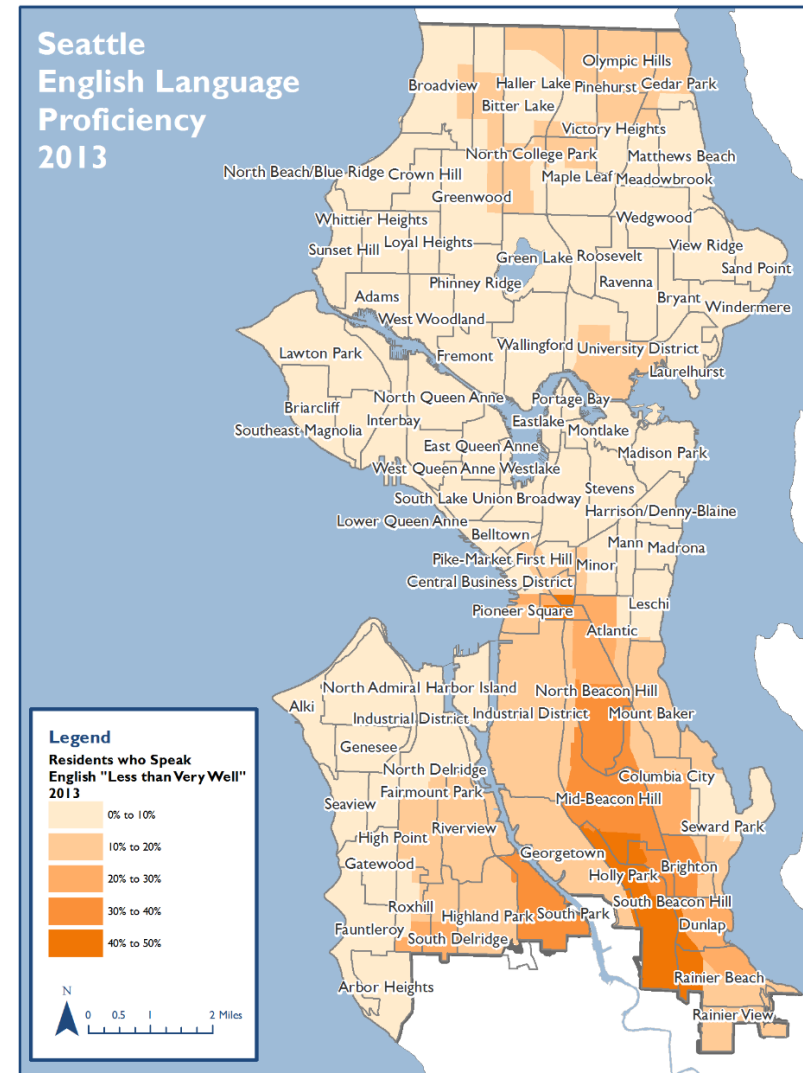 Seattle
English Language
Proficiency
2013
Olympic Hills
Broadview
Haller Lake
Pinehurst
Cedar Park
Bitter Lake
Victory Heights
North College Park
Matthews Beach
North Beach/Blue Ridge
Crown Hill
Maple Leaf
Meadowbrook
Greenwood
Whittier Heights
Wedgwood
Sunset Hill
Loyal Heights
View Ridge
Green Lake
Roosevelt
Sand Point
Phinney Ridge
Ravenna
Adams
Bryant
Windermere
West Woodland
Wallingford
University District
Lawton Park
Fremont
Laurelhurst
North Queen Anne
Portage Bay
Briarcliff
Interbay
Eastlake
Montlake
Southeast Magnolia
East Queen Anne
Madison Park
West Queen Anne
Westlake
Stevens
South Lake Union
Broadway
Harrison/Denny-Blaine
Lower Queen Anne
Belltown
Mann
Madrona
Pike-Market
First Hill
Minor
Central Business District
Leschi
Pioneer Square
Atlantic
North Admiral
Harbor Island
North Beacon Hill
Alki
Industrial District
Industrial District
Mount Baker
Genesee
North Delridge
Columbia City
Fairmount Park
Seaview
Mid-Beacon Hill
Riverview
Seward Park
High Point
Georgetown
Gatewood
Brighton
Holly Park
Roxhill
South Beacon Hill
Highland Park
South Park
Fauntleroy
Dunlap
South Delridge
Rainier Beach
Arbor Heights
Rainier View
Legend
Residents who Speak
English "Less than Very Well"
2013
0% to 10%
10% to 20%
20% to 30%
30% to 40%
40% to 50%
N
0 0.5 1 2 Miles